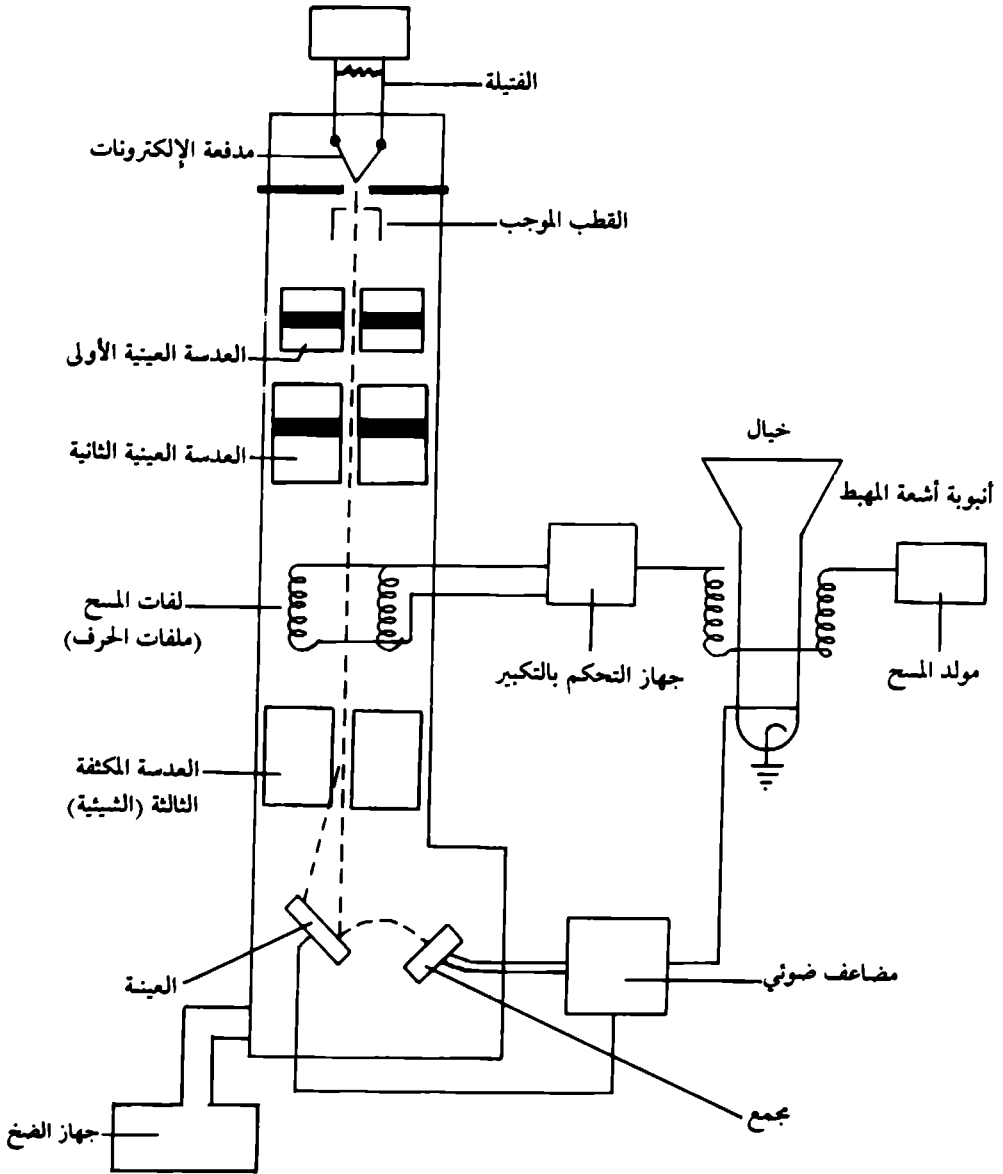 الفتيلة
مدفعة الإلكترونات
القطب الموجب
العدسة العينية الأولى
العدسة العينية الثانية
خيال
أنبوبة أشعة المهبط
لفات المسح
(ملفات الحرف)
جهاز التحكم بالتكبير
مولد المسح
العدسة المكثفة
الثالثة (الشيئية)
العينة
مضاعف ضوئي
مجمع
جهاز الضخ